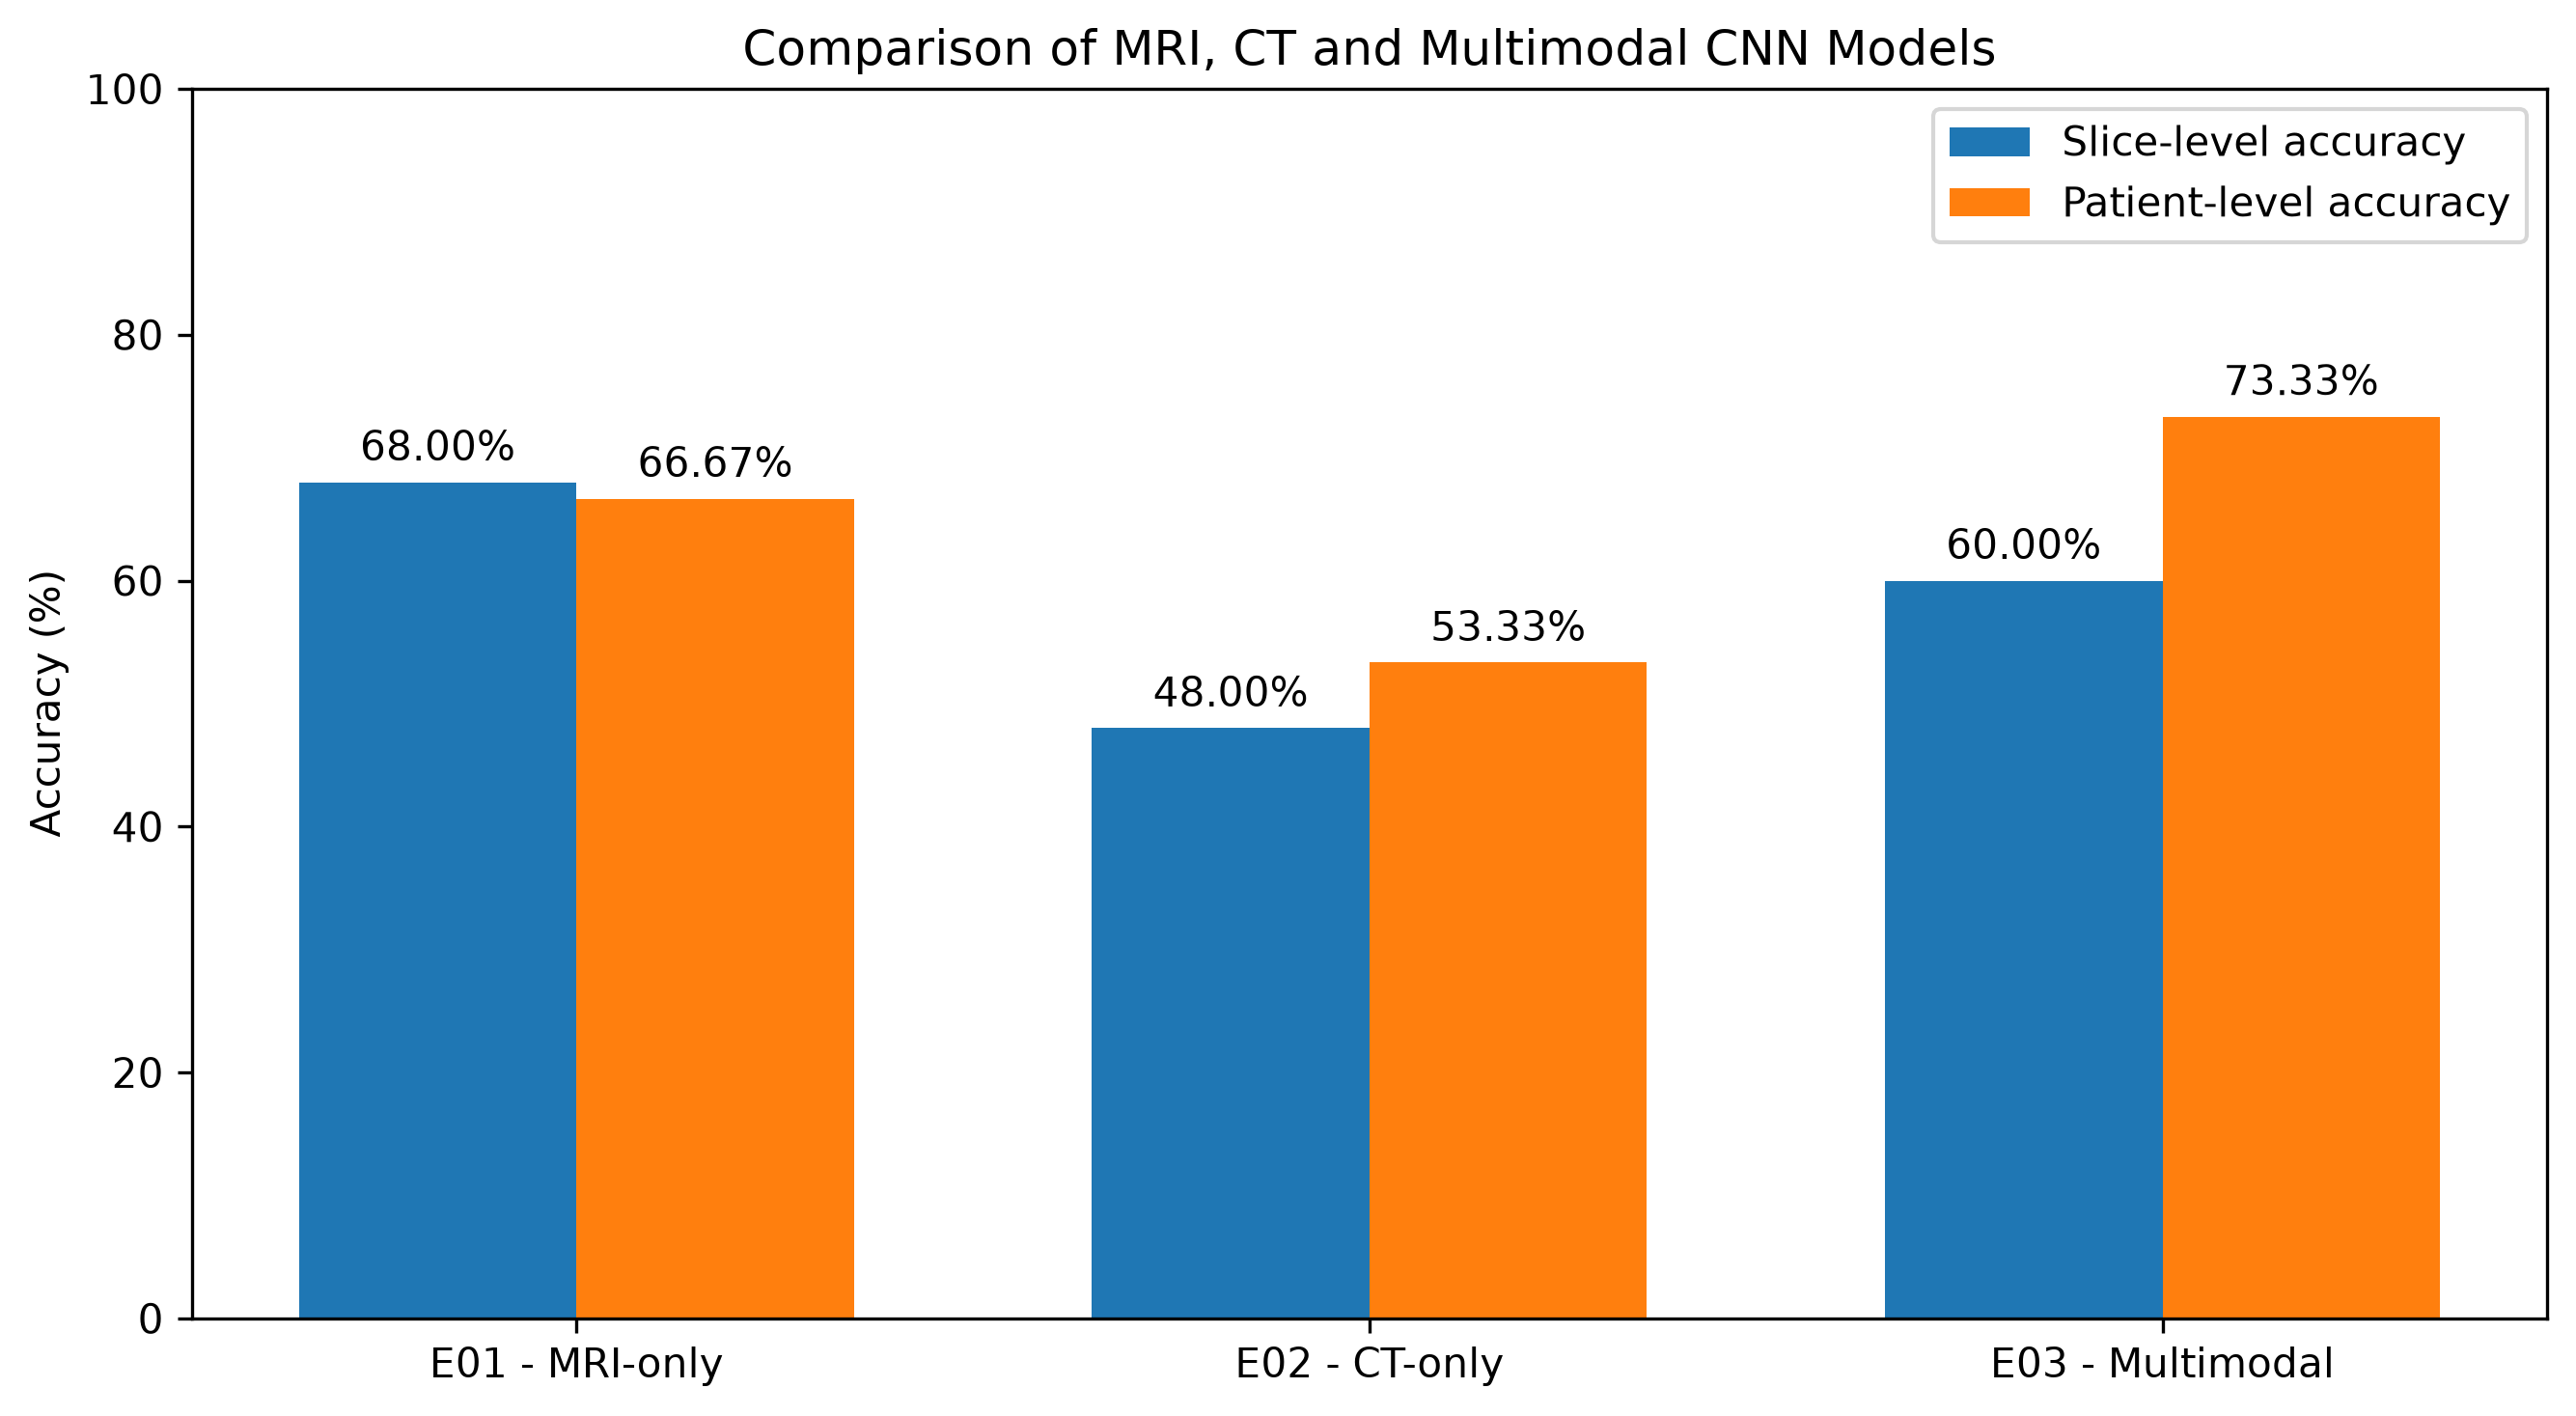 Comparison of MRI, CT and Multimodal CNN Models
Slice-level accuracy
Patient-level accuracy
Accuracy (%)
100
80
60
40
20
0
68.00%
66.67%
48.00%
53.33%
60.00%
73.33%
E01 - MRI-only
E02 - CT-only
E03 - Multimodal